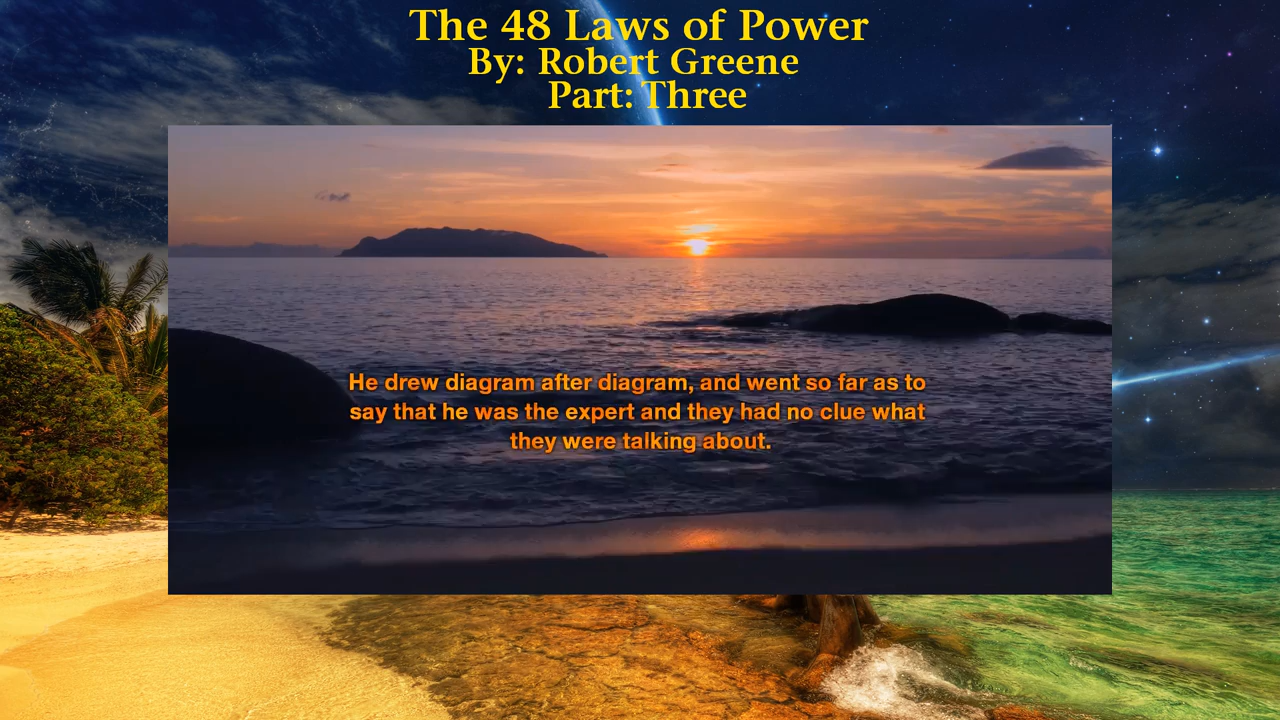 The 48 Laws of Power
By: Robert Greene
Part: Three
He drew diagram after diagram, and went so far as to
say that he was the expert and they had no clue what
they were talking about.